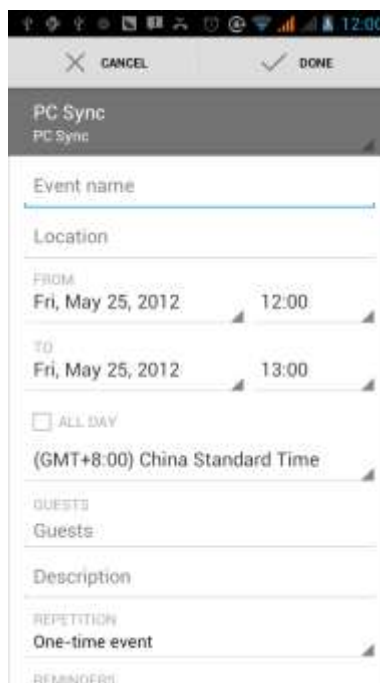 12:00
CANCEL DONE
PC Sync
PC Sync
Event name
Location
FROM
Fri, May 25, 2012 12:00
TO
Fri, May 25, 2012 13:00
ALL DAY
(GMT+8:00) China Standard Time
GUESTS
Guests
Description
REPETITION
One-time event
REMINDERS